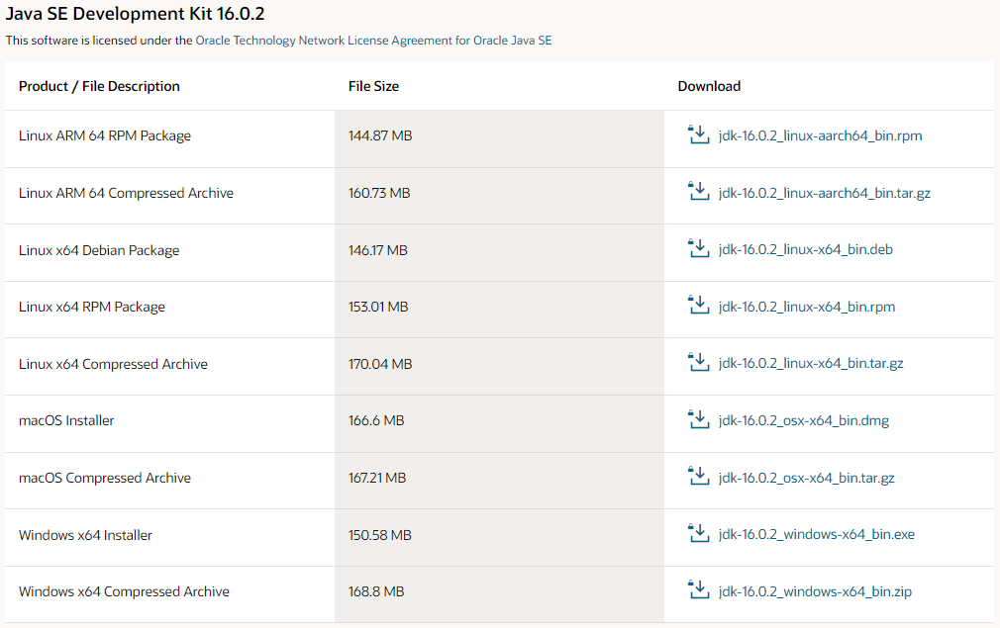 Java SE Development Kit 16.0.2
This software is licensed under the Oracle Technology Network License Agreement for Oracle Java SE
Product / File Description File Size Download
Linux ARM 64 RPM Package 144.87 MB jdk-16.0.2_linux-aarch64_bin.rpm
Linux ARM 64 Compressed Archive 160.73 MB jdk-16.0.2_linux-aarch64_bin.tar.gz
Linux x64 Debian Package 146.17 MB jdk-16.0.2_linux-x64_bin.deb
Linux x64 RPM Package 153.01 MB jdk-16.0.2_linux-x64_bin.rpm
Linux x64 Compressed Archive 170.04 MB jdk-16.0.2_linux-x64_bin.tar.gz
macOS Installer 166.6 MB jdk-16.0.2_osx-x64_bin.dmg
macOS Compressed Archive 167.21 MB jdk-16.0.2_osx-x64_bin.tar.gz
Windows x64 Installer 150.58 MB jdk-16.0.2_windows-x64_bin.exe
Windows x64 Compressed Archive 168.8 MB jdk-16.0.2_windows-x64_bin.zip